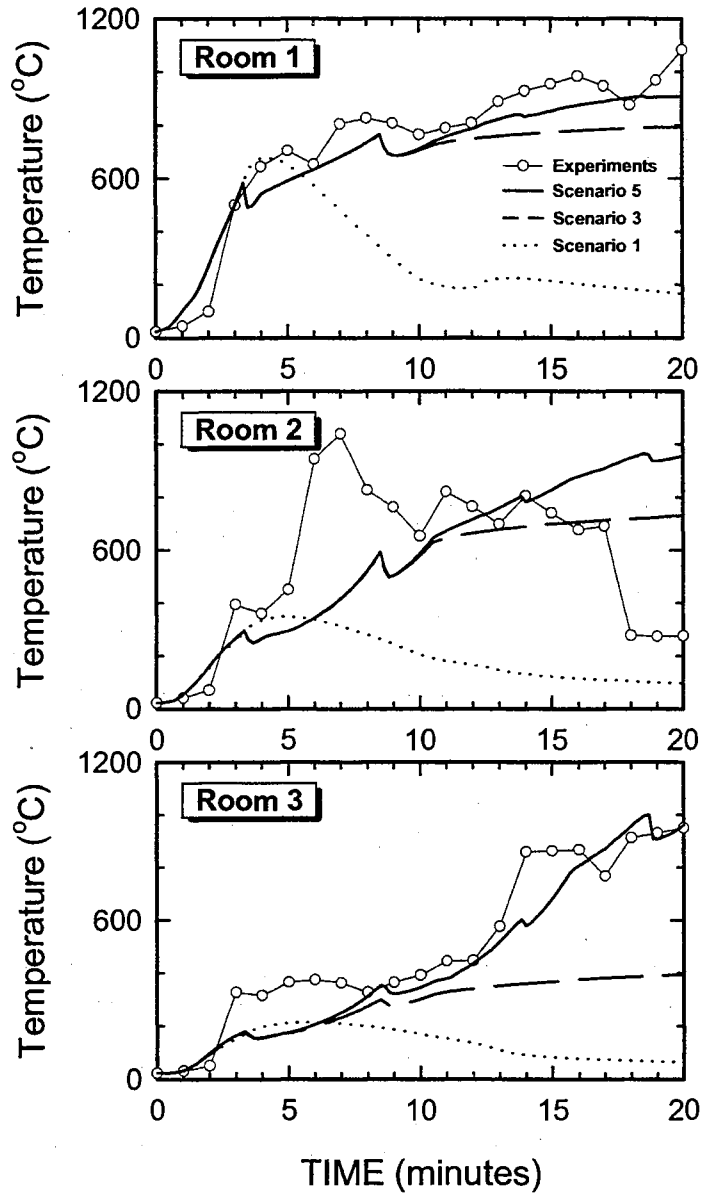 1200
Room 1
Temperature (°C)
600
Experiments
Scenario 5
Scenario 3
Scenario 1
0
0 5 10 15 20
1200
Room 2
Temperature (°C)
600
0
0 5 10 15 20
1200
Room 3
Temperature (°C)
600
0
0 5 10 15 20
TIME (minutes)